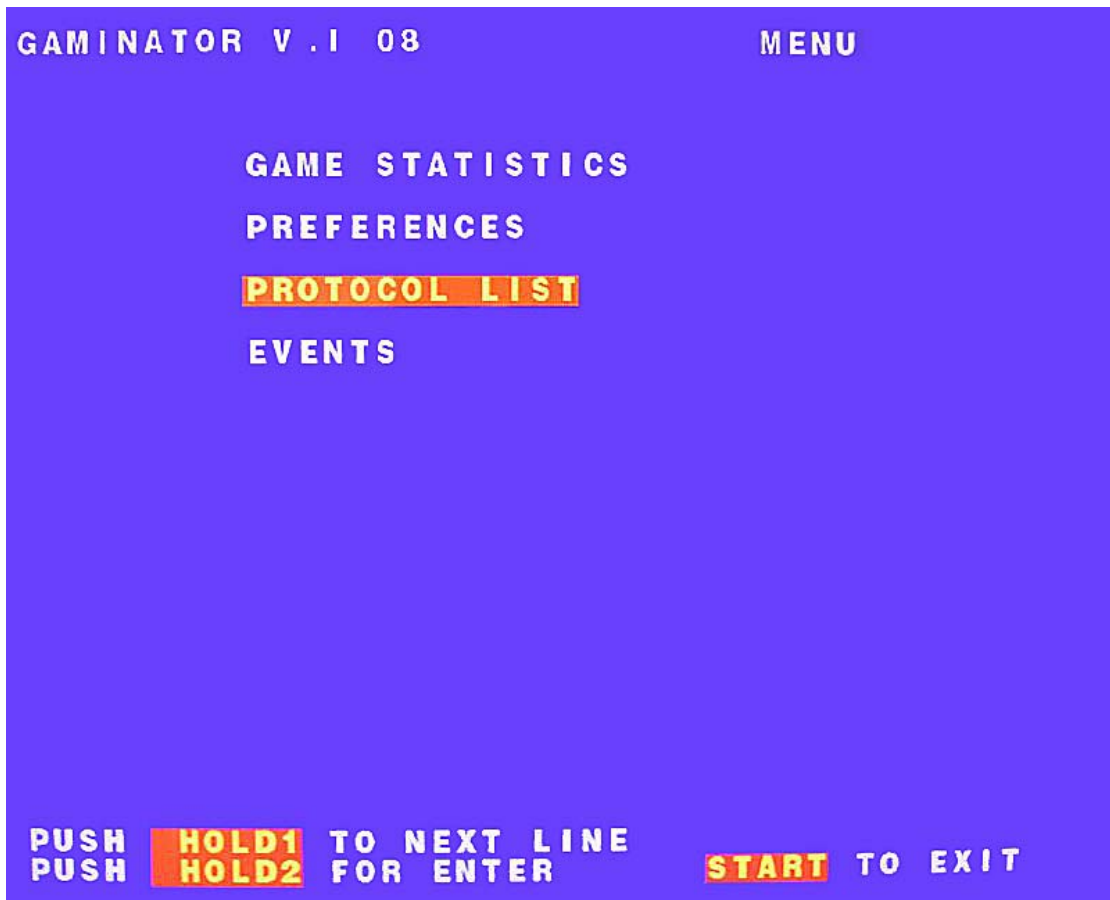 GAMINATOR V.I 08 MENU
GAME STATISTICS
PREFERENCES
PROTOCOL LIST
EVENTS
PUSH HOLD1 TO NEXT LINE
PUSH HOLD2 FOR ENTER START TO EXIT